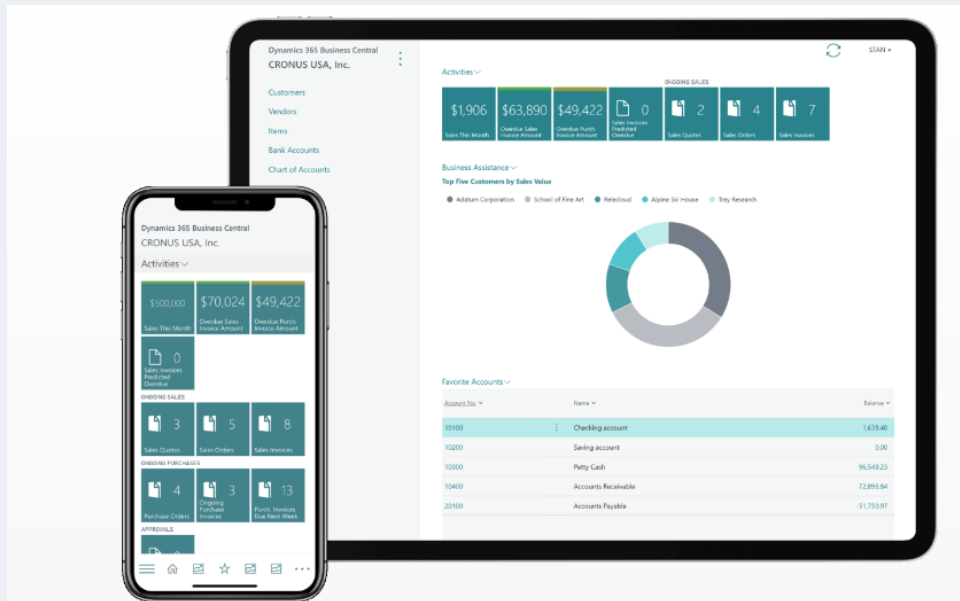 Dynamics 365 Business Central
CRONUS USA, Inc.
Customers
Vendors
Items
Bank Accounts
Chart of Accounts
STAN
Activities
ONGOING SALES
$1,906
Sales This Month
$63,890
Overdue Sales
Invoice Amount
$49,422
Overdue Purch.
Invoice Amount
0
Sales Invoices
Predicted
Overdue
2
Sales Quotes
4
Sales Orders
7
Sales Invoices
Business Assistance
Top Five Customers by Sales Value
Adatum Corporation School of Fine Art Relecloud Alpine Ski House Trey Research
Favorite Accounts
Account No. Name Balance
10100 Checking account 1,638.40
10200 Saving account 0.00
10300 Petty Cash 96,549.23
10400 Accounts Receivable 72,893.84
20100 Accounts Payable -51,750.97
Dynamics 365 Business Central
CRONUS USA, Inc.
Activities
$500,000
Sales This Month
$70,024
Overdue Sales
Invoice Amount
$49,422
Overdue Purch.
Invoice Amount
0
Sales Invoices
Predicted
Overdue
ONGOING SALES
3
Sales Quotes
5
Sales Orders
8
Sales Invoices
ONGOING PURCHASES
4
Purchase Orders
3
Ongoing
Purchase
Invoices
13
Purch. Invoices
Due Next Week
APPROVALS